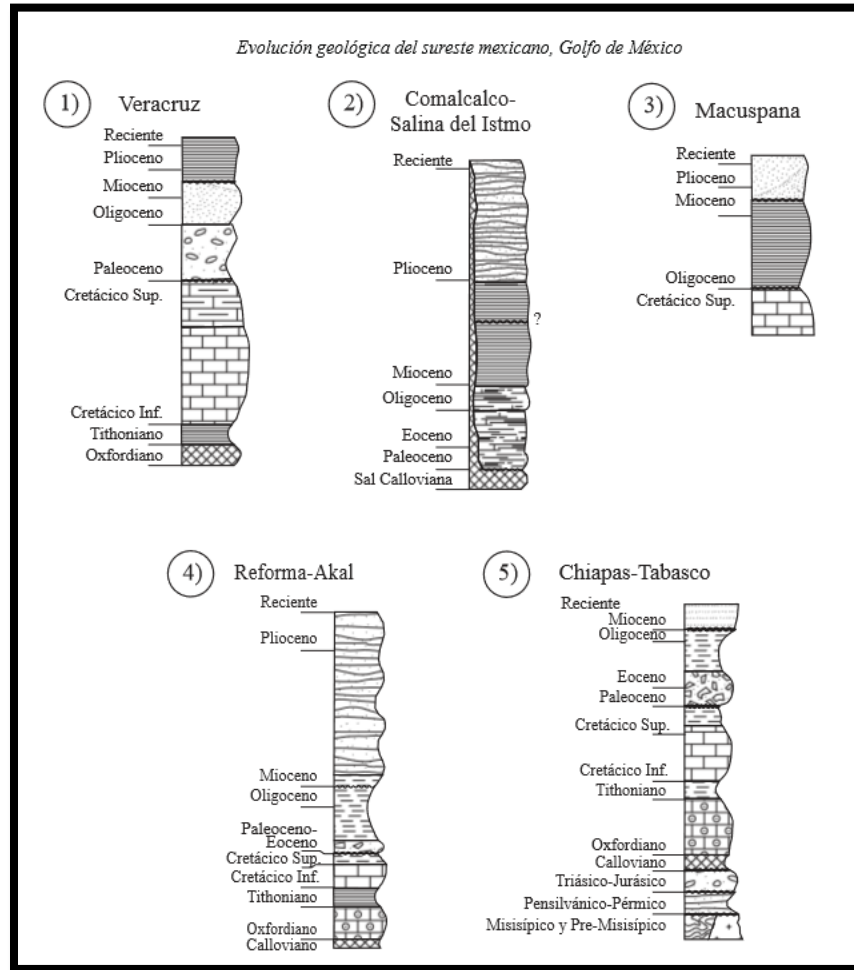 Evolución geológica del sureste mexicano, Golfo de México
1)
Veracruz
Reciente
Plioceno
Mioceno
Oligoceno
Paleoceno
Cretácico Sup.
Cretácico Inf.
Tithoniano
Oxfordiano
2)
Comalcalco-
Salina del Istmo
Reciente
Plioceno
?
Mioceno
Oligoceno
Eoceno
Paleoceno
Sal Calloviana
3)
Macuspana
Reciente
Plioceno
Mioceno
Oligoceno
Cretácico Sup.
4)
Reforma-Akal
Reciente
Plioceno
Mioceno
Oligoceno
Paleoceno-
Eoceno
Cretácico Sup.
Cretácico Inf.
Tithoniano
Oxfordiano
Calloviano
5)
Chiapas-Tabasco
Reciente
Mioceno
Oligoceno
Eoceno
Paleoceno
Cretácico Sup.
Cretácico Inf.
Tithoniano
Oxfordiano
Calloviano
Triásico-Jurásico
Pensilvánico-Pérmico
Misisípico y Pre-Misisípico